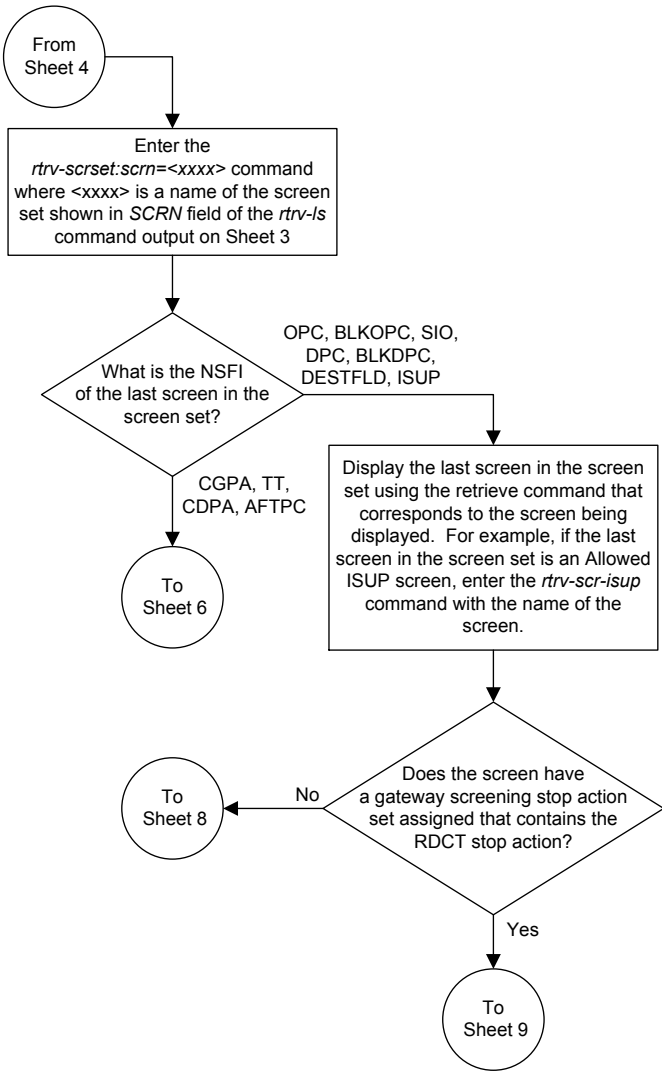 From
Sheet 4
Enter the
rtrv-scrset:scrn=<xxxx> command
where <xxxx> is a name of the screen
set shown in SCRN field of the rtrv-ls
command output on Sheet 3
What is the NSFI
of the last screen in the
screen set?
OPC, BLKOPC, SIO,
DPC, BLKDPC,
DESTFLD, ISUP
CGPA, TT,
CDPA, AFTPC
To
Sheet 6
Display the last screen in the screen
set using the retrieve command that
corresponds to the screen being
displayed. For example, if the last
screen in the screen set is an Allowed
ISUP screen, enter the rtrv-scr-isup
command with the name of the
screen.
Does the screen have
a gateway screening stop action
set assigned that contains the
RDCT stop action?
No
To
Sheet 8
Yes
To
Sheet 9